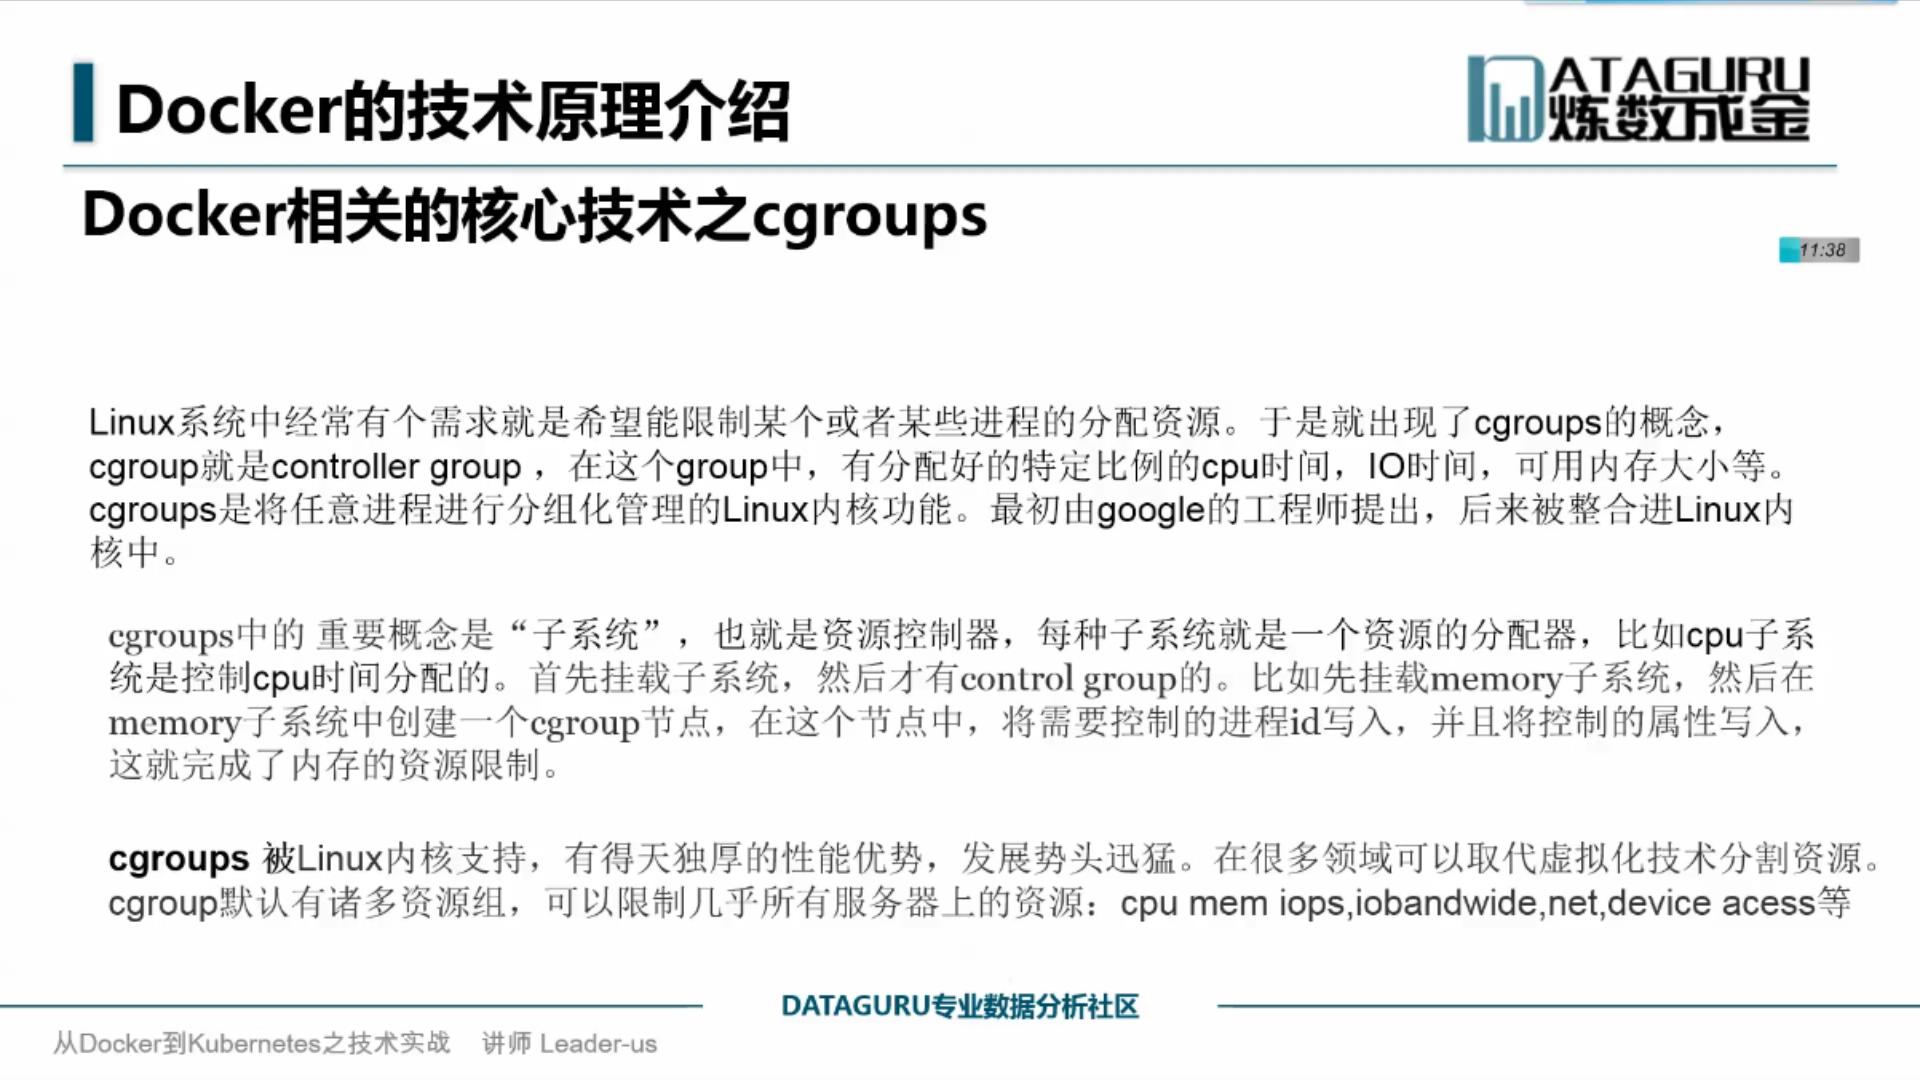 Docker的技术原理介绍
DATAGURU
炼数成金
Docker相关的核心技术之cgroups
11:38
Linux系统中经常有个需求就是希望能限制某个或者某些进程的分配资源。于是就出现了cgroups的概念，
cgroup就是controller group ，在这个group中，有分配好的特定比例的cpu时间，IO时间，可用内存大小等。
cgroups是将任意进程进行分组化管理的Linux内核功能。最初由google的工程师提出，后来被整合进Linux内
核中。
cgroups中的 重要概念是“子系统”，也就是资源控制器，每种子系统就是一个资源的分配器，比如cpu子系
统是控制cpu时间分配的。首先挂载子系统，然后才有control group的。比如先挂载memory子系统，然后在
memory子系统中创建一个cgroup节点，在这个节点中，将需要控制的进程id写入，并且将控制的属性写入，
这就完成了内存的资源限制。
cgroups 被Linux内核支持，有得天独厚的性能优势，发展势头迅猛。在很多领域可以取代虚拟化技术分割资源。
cgroup默认有诸多资源组，可以限制几乎所有服务器上的资源：cpu mem iops,iobandwide,net,device acess等
DATAGURU专业数据分析社区
从Docker到Kubernetes之技术实战 讲师 Leader-us